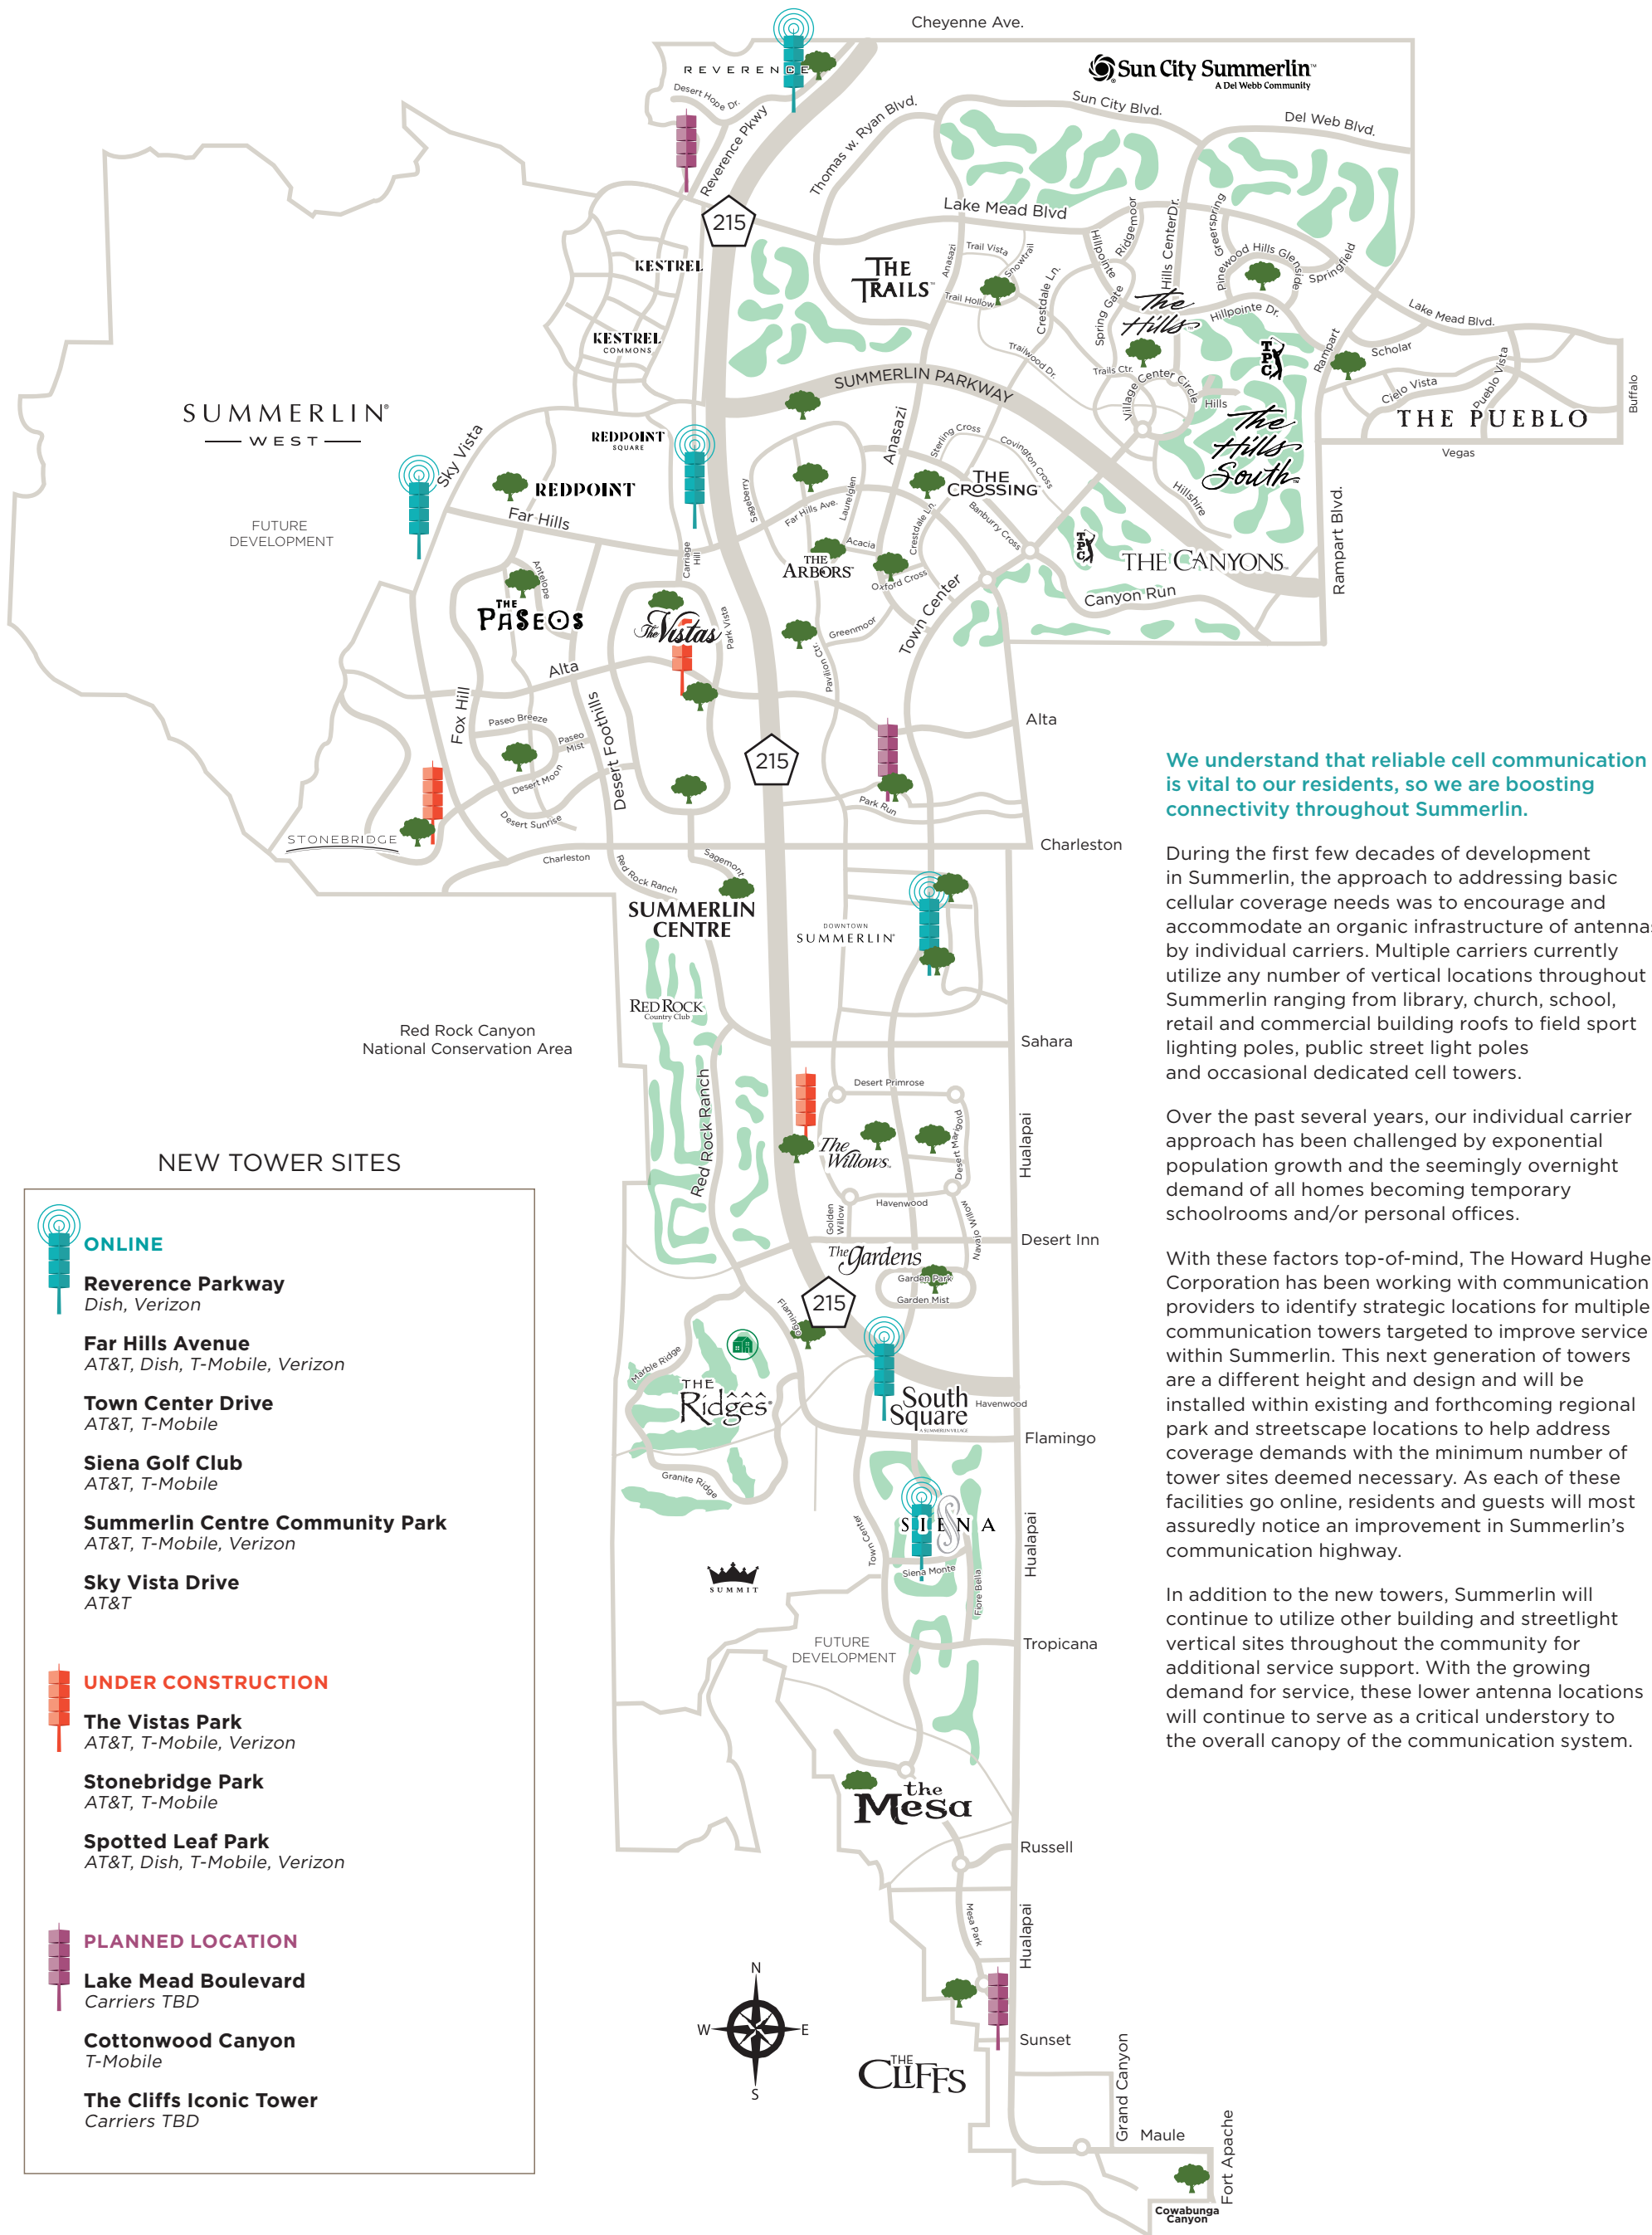 Cheyenne Ave.
REVERENCE
Desert Hope Dr.
Reverence Pkwy
Sun City Summerlin™
A Del Webb Community
Thomas w. Ryan Blvd.
Sun City Blvd.
Del Web Blvd.
215
Lake Mead Blvd
KESTREL
THE
TRAILS™
Anasazi
Trail Vista
Snowtrail
Trail Hollow
Crestdale Ln.
Hillpointe
Ridgemoor
Hills CenterDr.
Greenspring
Pinewood Hills
Glenside
Springfield
Spring Gate
The
Hills™
Hillpointe Dr.
Lake Mead Blvd.
KESTREL
COMMONS
Trailwood Dr.
Trails Ctr.
TPC
Rampart
Scholar
Cielo Vista
Pueblo Vista
Buffalo
SUMMERLIN PARKWAY
Village Center Circle
Hills
SUMMERLIN®
WEST
THE PUEBLO
Vegas
Sky Vista
REDPOINT
SQUARE
Anasazi
Sterling Cross
Covington Cross
The
Hills
South™
REDPOINT
Sageberry
Far Hills Ave.
Laurelglen
THE
CROSSING™
Hillshire
Far Hills
FUTURE
DEVELOPMENT
Banbury Cross
Crestdale Ln.
Acacia
THE
ARBORS™
Oxford Cross
Carriage
Hill
TPC
THE CANYONS™
Rampart Blvd.
Canyon Run
Antelope
THE
PASEOS
The Vistas
Park Vista
Greenmoor
Pavilion Ctr.
Town Center
Alta
Fox Hill
Paseo Breeze
Paseo
Mist
Desert Moon
Desert Sunrise
Desert Foothills
215
Alta
Park Run
STONEBRIDGE
Charleston
Charleston
Sagemont
Red Rock Ranch
SUMMERLIN
CENTRE
DOWNTOWN
SUMMERLIN®
RED ROCK
Country Club
Red Rock Canyon
National Conservation Area
Sahara
Desert Primrose
Red Rock Ranch
The
Willows™
Desert Marigold
Hualapai
Havenwood
Golden
Willow
Navajo Willow
The Gardens
Desert Inn
Garden Park
Garden Mist
215
Flamingo
Marble Ridge
THE
Ridges®
South
Square
A SUMMERLIN VILLAGE
Havenwood
Flamingo
Granite Ridge
Town Center
SIENA
S
Siena Monte
Fiore Bella
Hualapai
SUMMIT
FUTURE
DEVELOPMENT
Tropicana
the
Mesa
Russell
Mesa Park
Hualapai
N
W
E
S
Sunset
THE
CLIFFS
Grand Canyon
Maule
Fort Apache
Cowabunga
Canyon
We understand that reliable cell communication
is vital to our residents, so we are boosting
connectivity throughout Summerlin.
During the first few decades of development
in Summerlin, the approach to addressing basic
cellular coverage needs was to encourage and
accommodate an organic infrastructure of antennas
by individual carriers. Multiple carriers currently
utilize any number of vertical locations throughout
Summerlin ranging from library, church, school,
retail and commercial building roofs to field sport
lighting poles, public street light poles
and occasional dedicated cell towers.
Over the past several years, our individual carrier
approach has been challenged by exponential
population growth and the seemingly overnight
demand of all homes becoming temporary
schoolrooms and/or personal offices.
With these factors top-of-mind, The Howard Hughe
Corporation has been working with communication
providers to identify strategic locations for multiple
communication towers targeted to improve service
within Summerlin. This next generation of towers
are a different height and design and will be
installed within existing and forthcoming regional
park and streetscape locations to help address
coverage demands with the minimum number of
tower sites deemed necessary. As each of these
facilities go online, residents and guests will most
assuredly notice an improvement in Summerlin’s
communication highway.
In addition to the new towers, Summerlin will
continue to utilize other building and streetlight
vertical sites throughout the community for
additional service support. With the growing
demand for service, these lower antenna locations
will continue to serve as a critical understory to
the overall canopy of the communication system.
NEW TOWER SITES
ONLINE
Reverence Parkway
Dish, Verizon
Far Hills Avenue
AT&T, Dish, T-Mobile, Verizon
Town Center Drive
AT&T, T-Mobile
Siena Golf Club
AT&T, T-Mobile
Summerlin Centre Community Park
AT&T, T-Mobile, Verizon
Sky Vista Drive
AT&T
UNDER CONSTRUCTION
The Vistas Park
AT&T, T-Mobile, Verizon
Stonebridge Park
AT&T, T-Mobile
Spotted Leaf Park
AT&T, Dish, T-Mobile, Verizon
PLANNED LOCATION
Lake Mead Boulevard
Carriers TBD
Cottonwood Canyon
T-Mobile
The Cliffs Iconic Tower
Carriers TBD